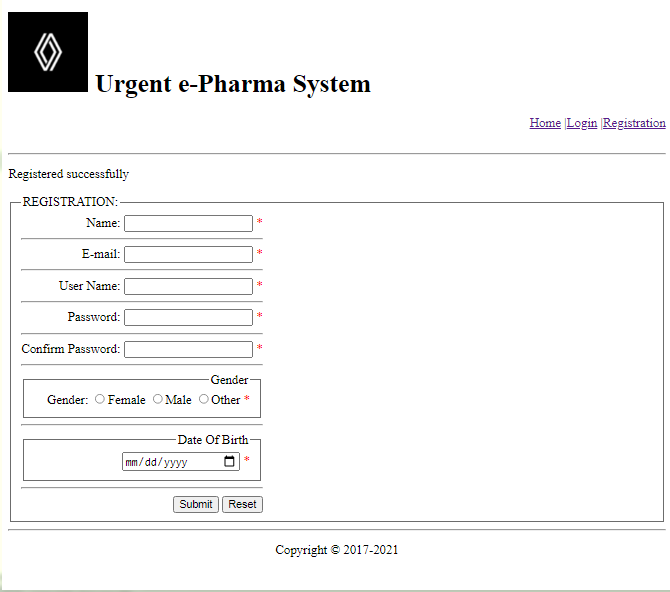 Urgent e-Pharma System
Home |Login |Registration
Registered successfully
REGISTRATION:
Name: *
E-mail: *
User Name: *
Password: *
Confirm Password: *
Gender
Gender: Female Male Other *
Date Of Birth
mm/dd/yyyy *
Submit Reset
Copyright © 2017-2021